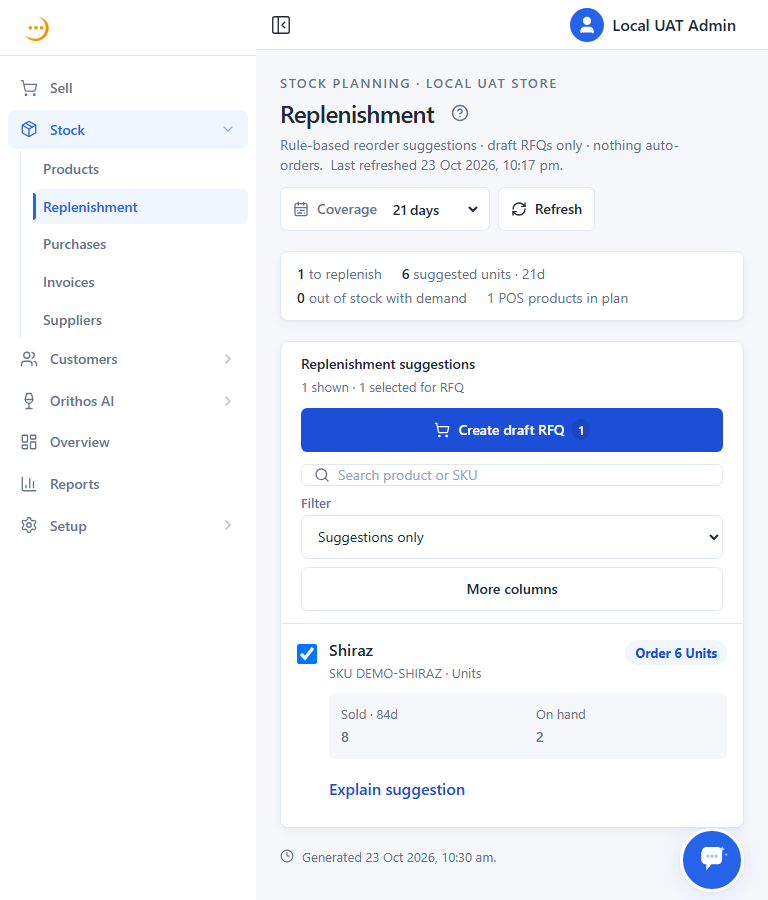 Local UAT Admin
Sell
Stock
Products
Replenishment
Purchases
Invoices
Suppliers
Customers
Orithos AI
Overview
Reports
Setup
STOCK PLANNING · LOCAL UAT STORE
Replenishment
Rule-based reorder suggestions · draft RFQs only · nothing auto-
orders. Last refreshed 23 Oct 2026, 10:17 pm.
Coverage 21 days
Refresh
1 to replenish 6 suggested units · 21d
0 out of stock with demand 1 POS products in plan
Replenishment suggestions
1 shown · 1 selected for RFQ
Create draft RFQ 1
Search product or SKU
Filter
Suggestions only
More columns
Shiraz Order 6 Units
SKU DEMO-SHIRAZ · Units
Sold · 84d On hand
8 2
Explain suggestion
Generated 23 Oct 2026, 10:30 am.